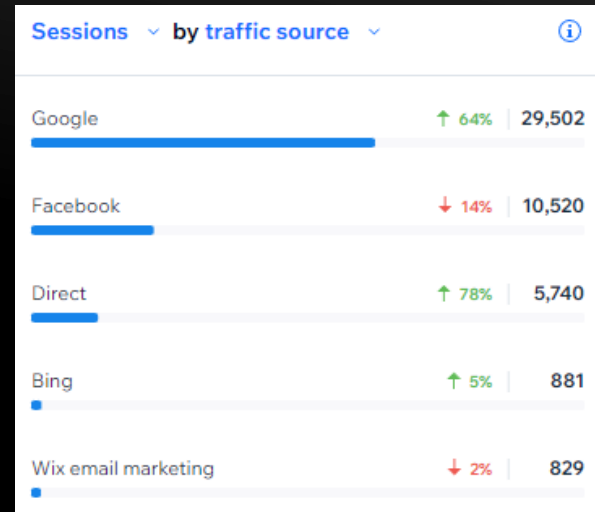 Sessions by traffic source
Google ↑ 64% 29,502
Facebook ↓ 14% 10,520
Direct ↑ 78% 5,740
Bing ↑ 5% 881
Wix email marketing ↓ 2% 829